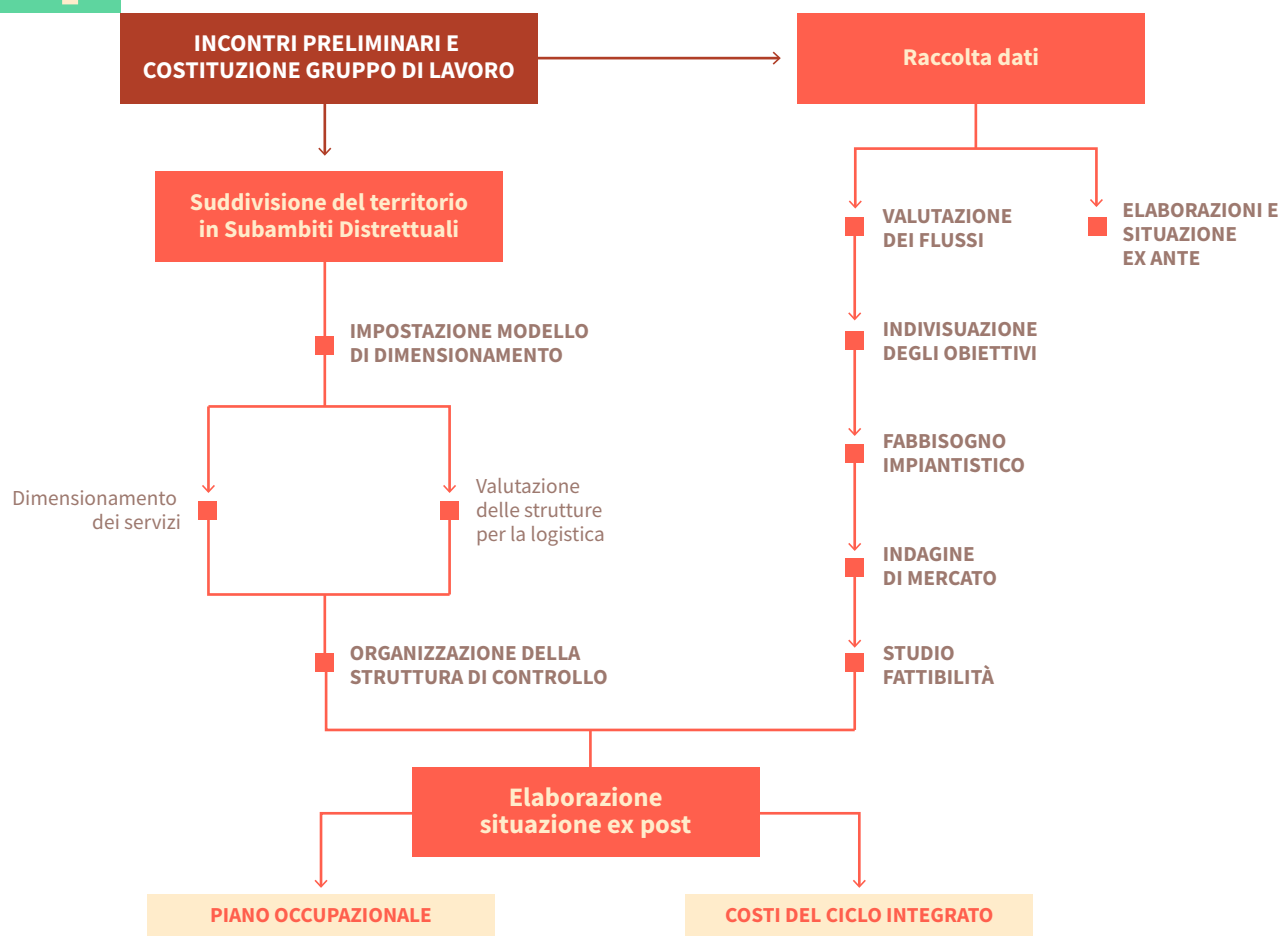 INCONTRI PRELIMINARI E
COSTITUZIONE GRUPPO DI LAVORO
Raccolta dati
Suddivisione del territorio
in Subambiti Distrettuali
VALUTAZIONE
DEI FLUSSI
ELABORAZIONI E
SITUAZIONE
EX ANTE
IMPOSTAZIONE MODELLO
DI DIMENSIONAMENTO
INDIVISUAZIONE
DEGLI OBIETTIVI
FABBISOGNO
IMPIANTISTICO
Dimensionamento
dei servizi
Valutazione
delle strutture
per la logistica
INDAGINE
DI MERCATO
ORGANIZZAZIONE DELLA
STRUTTURA DI CONTROLLO
STUDIO
FATTIBILITÀ
Elaborazione
situazione ex post
PIANO OCCUPAZIONALE
COSTI DEL CICLO INTEGRATO